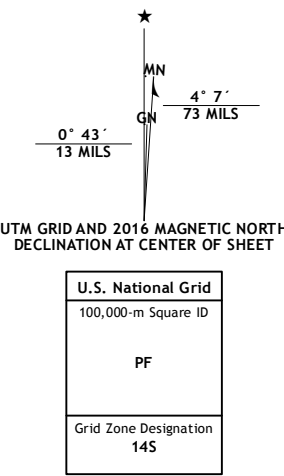 MN
4° 7´
73 MILS
GN
0° 43´
13 MILS
UTM GRID AND 2016 MAGNETIC NORTH
DECLINATION AT CENTER OF SHEET
U.S. National Grid
100,000-m Square ID
PF
Grid Zone Designation
14S